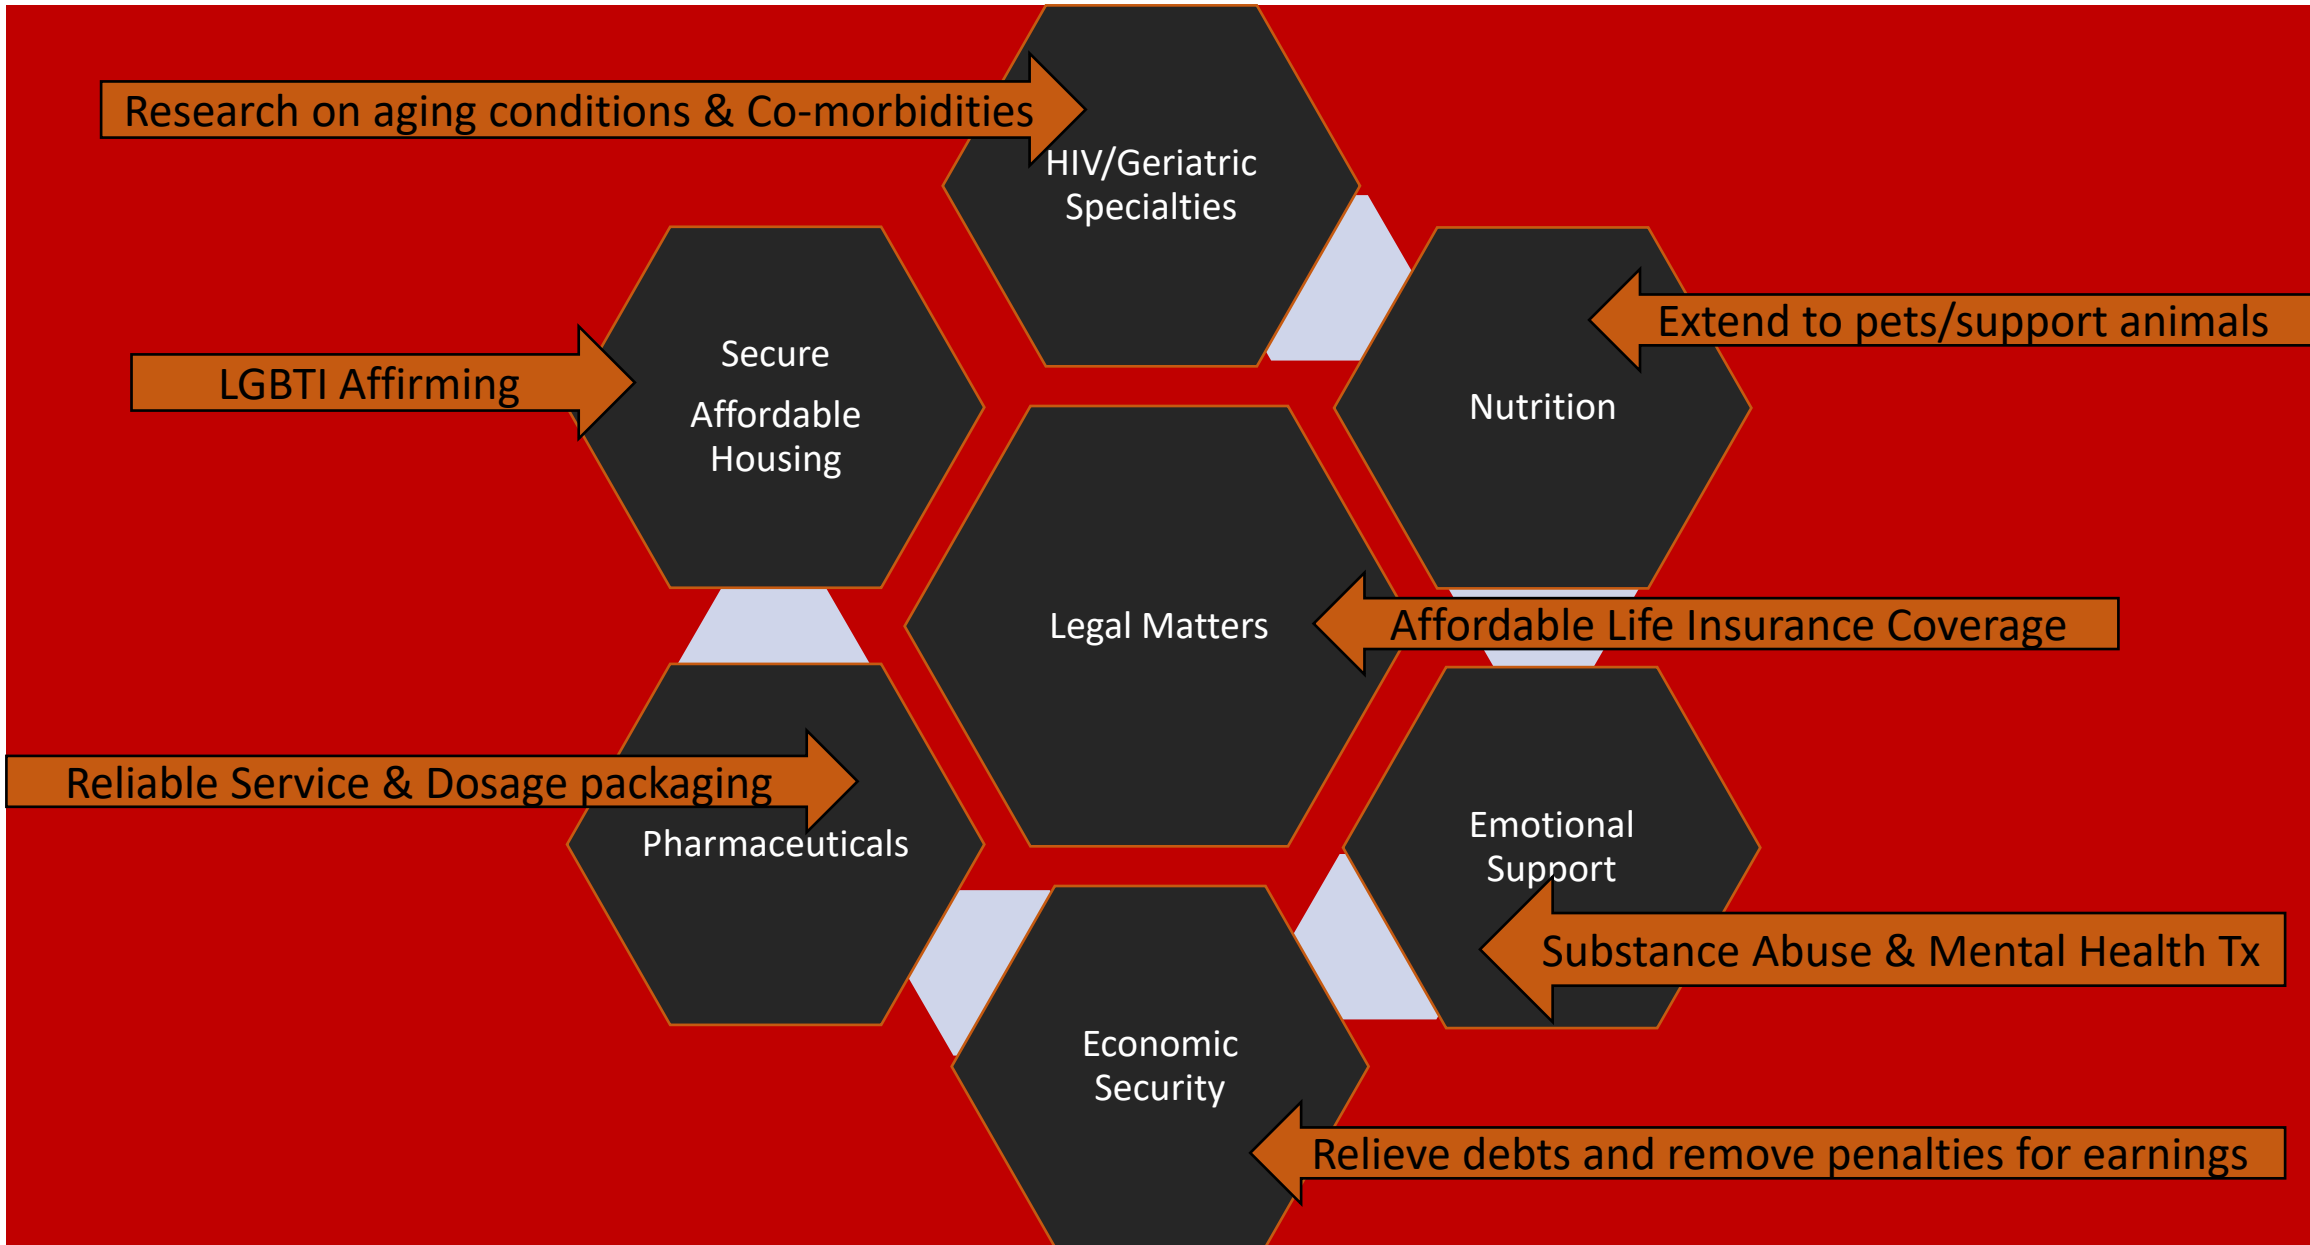 Research on aging conditions & Co-morbidities
HIV/Geriatric
Specialties
Extend to pets/support animals
Nutrition
LGBTI Affirming
Secure
Affordable
Housing
Legal Matters
Affordable Life Insurance Coverage
Reliable Service & Dosage packaging
Pharmaceuticals
Emotional
Support
Substance Abuse & Mental Health Tx
Economic
Security
Relieve debts and remove penalties for earnings